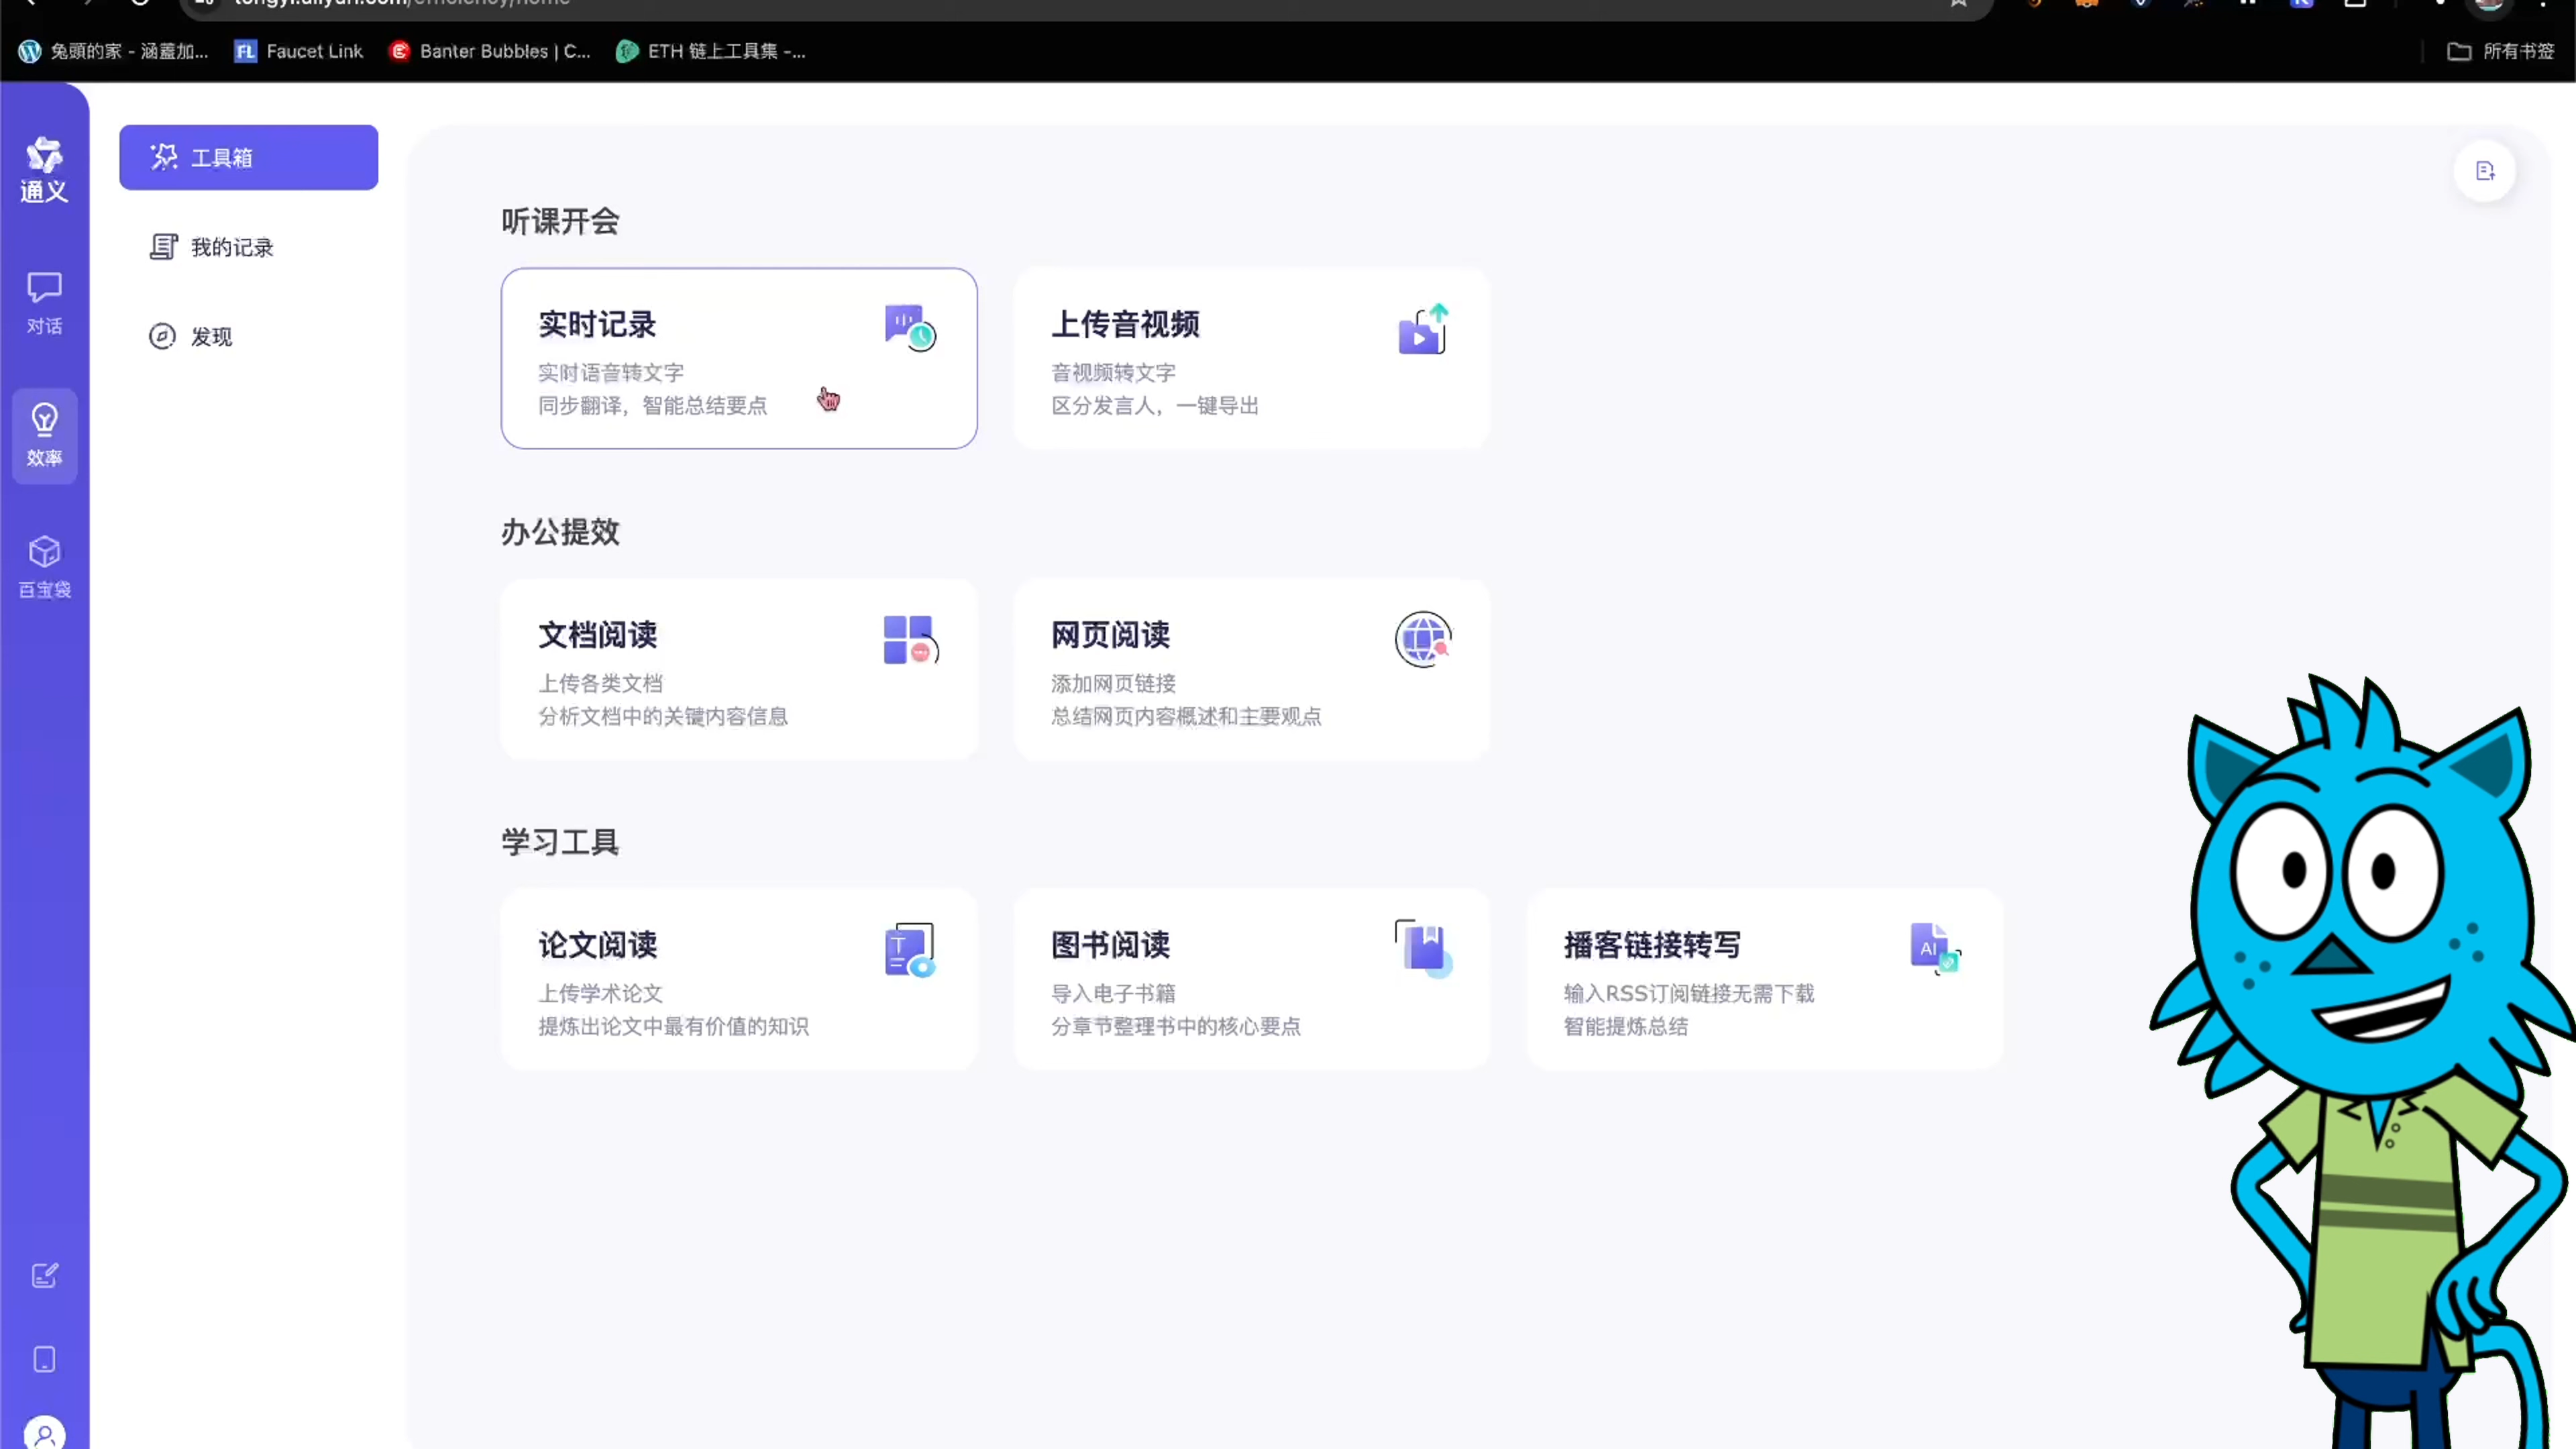 兔頭的家 - 涵蓋加...
FL Faucet Link
Banter Bubbles | C...
ETH 链上工具集 -...
所有书签
通义
对话
效率
百宝袋
工具箱
我的记录
发现
听课开会
实时记录
实时语音转文字
同步翻译，智能总结要点
上传音视频
音视频转文字
区分发言人，一键导出
办公提效
文档阅读
上传各类文档
分析文档中的关键内容信息
网页阅读
添加网页链接
总结网页内容概述和主要观点
学习工具
论文阅读
上传学术论文
提炼出论文中最有价值的知识
图书阅读
导入电子书籍
分章节整理书中的核心要点
播客链接转写
AI
输入RSS订阅链接无需下载
智能提炼总结